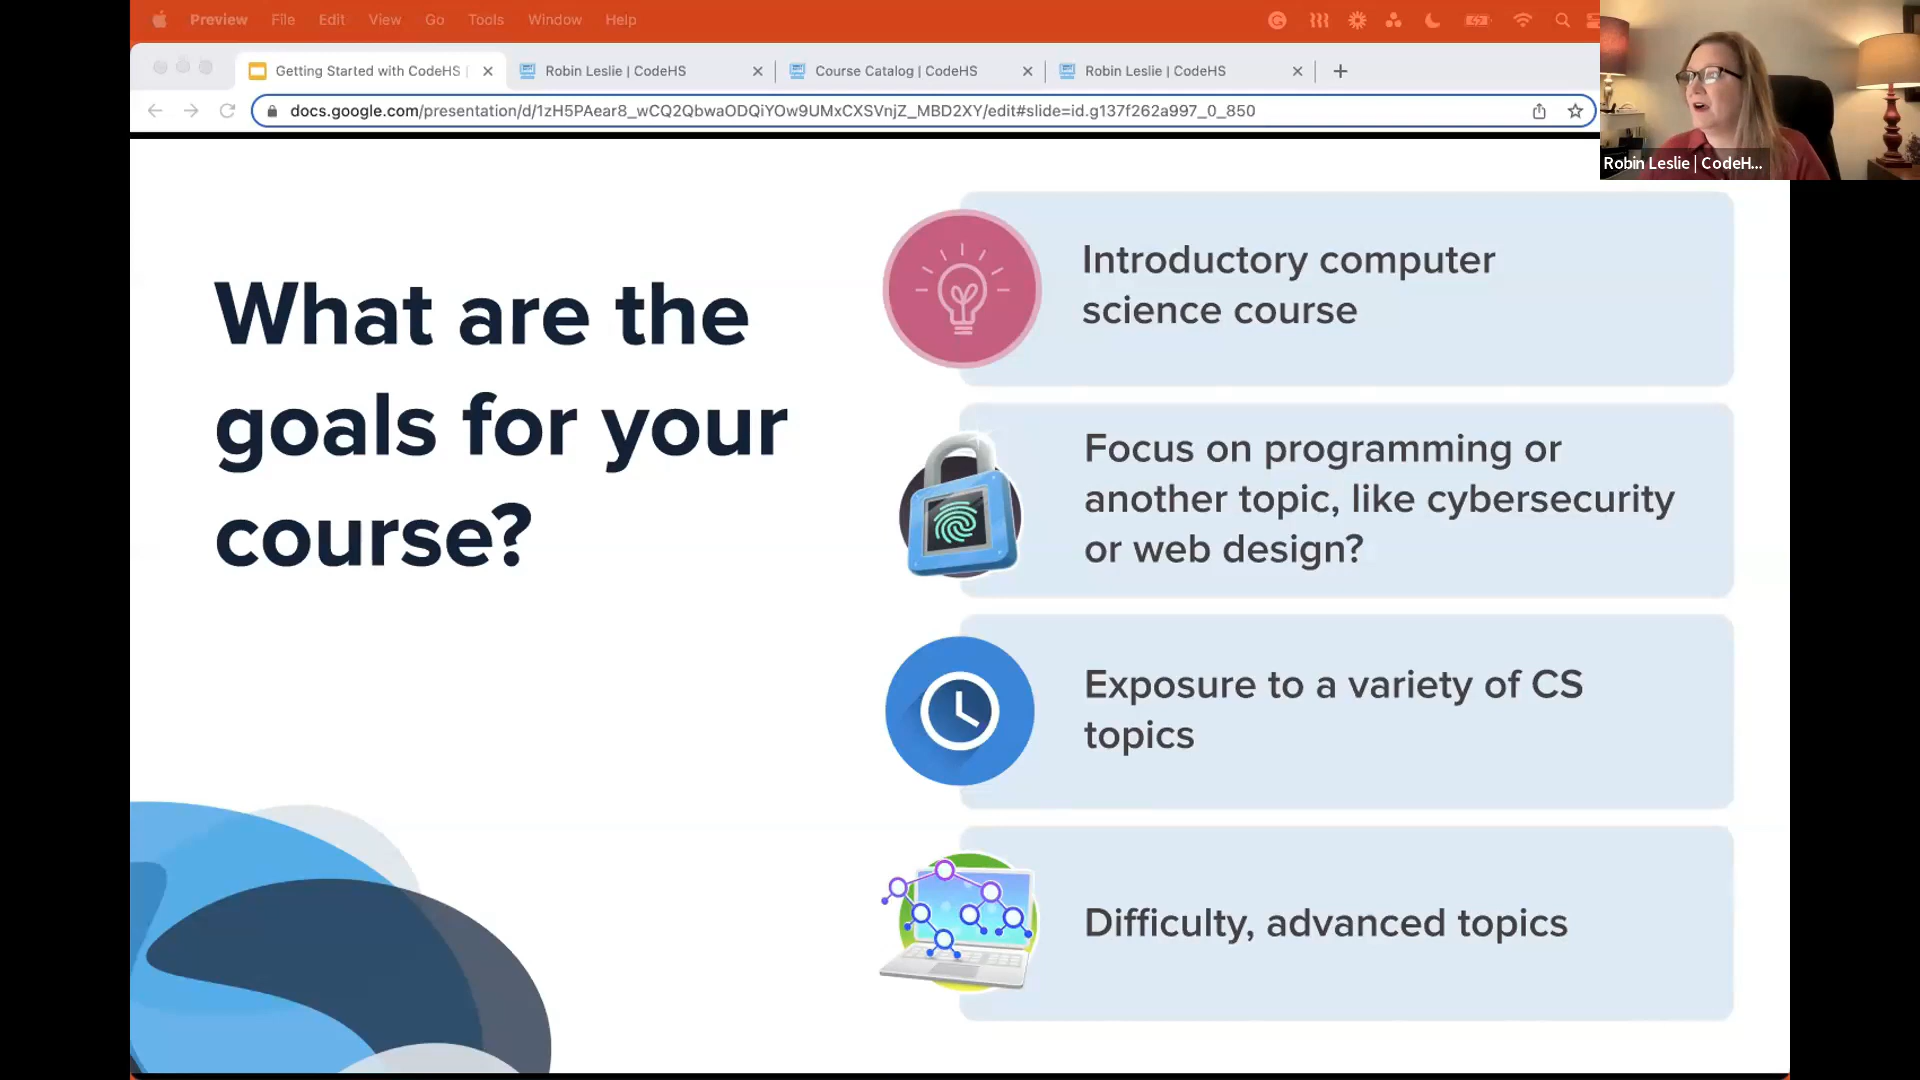 Preview File Edit View Go Tools Window Help
Getting Started with CodeHS | Robin Leslie | CodeHS Course Catalog | CodeHS Robin Leslie | CodeHS
docs.google.com/presentation/d/1zH5PAear8_wCQ2QbwaODQiYOw9UMxCXSVnjZ_MBD2XY/edit#slide=id.g137f262a997_0_850
Robin Leslie | CodeH...
What are the
goals for your
course?
Introductory computer
science course
Focus on programming or
another topic, like cybersecurity
or web design?
Exposure to a variety of CS
topics
Difficulty, advanced topics